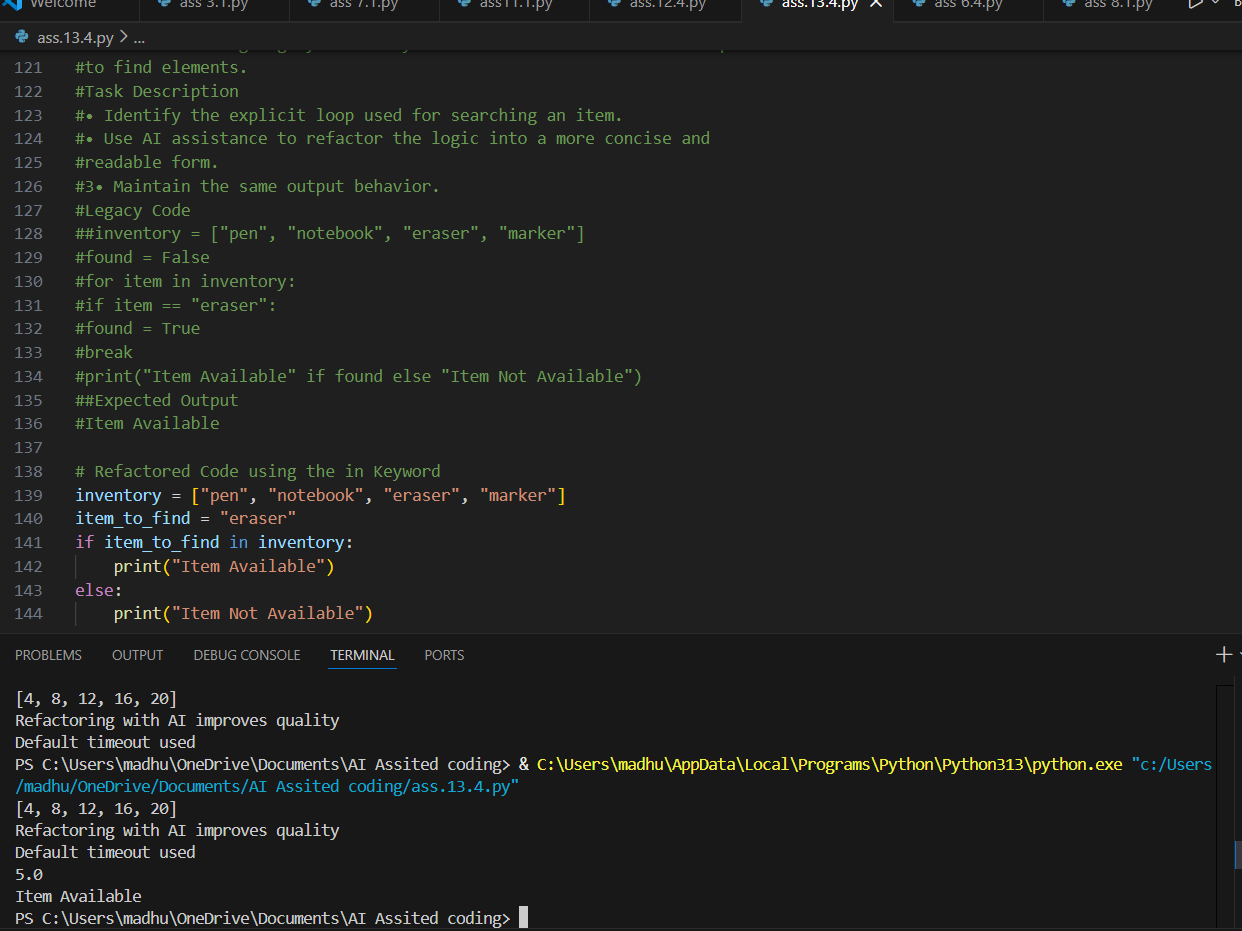 Welcome
ass 3.1.py
ass 7.1.py
ass11.1.py
ass.12.4.py
ass.13.4.py
ass 6.4.py
ass 8.1.py
ass.13.4.py > ...
121 #to find elements.
122 #Task Description
123 #• Identify the explicit loop used for searching an item.
124 #• Use AI assistance to refactor the logic into a more concise and
125 #readable form.
126 #3• Maintain the same output behavior.
127 #Legacy Code
128 ##inventory = ["pen", "notebook", "eraser", "marker"]
129 #found = False
130 #for item in inventory:
131 #if item == "eraser":
132 #found = True
133 #break
134 #print("Item Available" if found else "Item Not Available")
135 ##Expected Output
136 #Item Available
137
138 # Refactored Code using the in Keyword
139 inventory = ["pen", "notebook", "eraser", "marker"]
140 item_to_find = "eraser"
141 if item_to_find in inventory:
142     print("Item Available")
143 else:
144     print("Item Not Available")
PROBLEMS OUTPUT DEBUG CONSOLE TERMINAL PORTS
[4, 8, 12, 16, 20]
Refactoring with AI improves quality
Default timeout used
PS C:\Users\madhu\OneDrive\Documents\AI Assited coding> & C:\Users\madhu\AppData\Local\Programs\Python\Python313\python.exe "c:/Users
/madhu/OneDrive/Documents/AI Assited coding/ass.13.4.py"
[4, 8, 12, 16, 20]
Refactoring with AI improves quality
Default timeout used
5.0
Item Available
PS C:\Users\madhu\OneDrive\Documents\AI Assited coding>